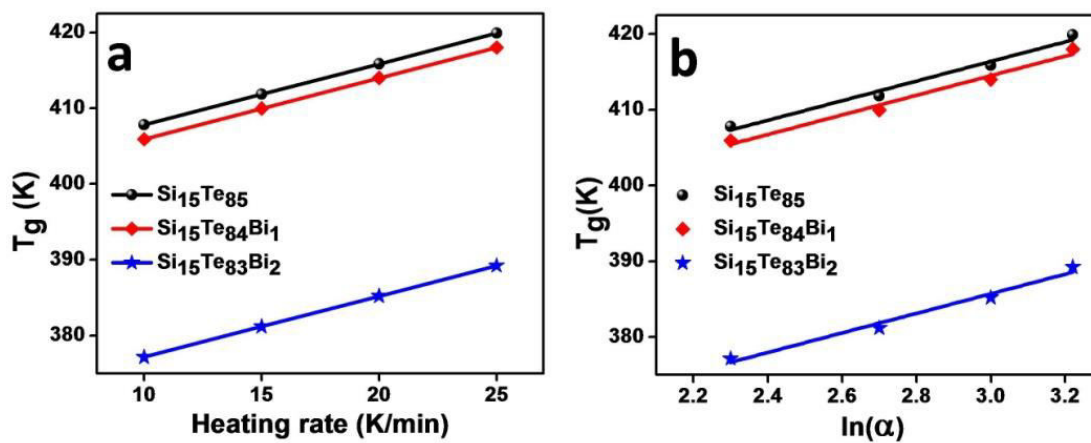 a
420
410
400
390
380
Tg (K)
Si15Te85
Si15Te84Bi1
Si15Te83Bi2
10
15
20
25
Heating rate (K/min)
b
420
410
400
390
380
Tg(K)
Si15Te85
Si15Te84Bi1
Si15Te83Bi2
2.2
2.4
2.6
2.8
3.0
3.2
ln(α)